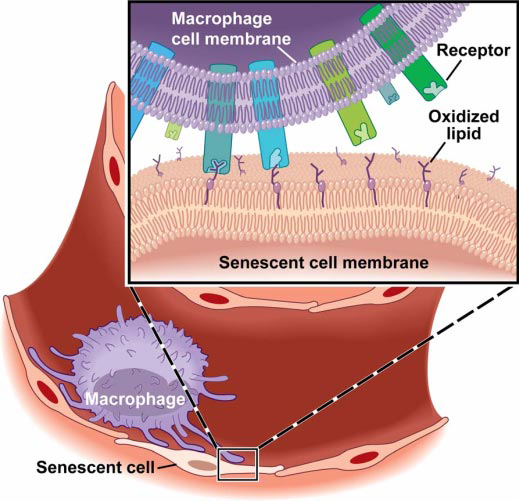 Macrophage
cell membrane
Receptor
Oxidized
lipid
Senescent cell membrane
Macrophage
Senescent cell